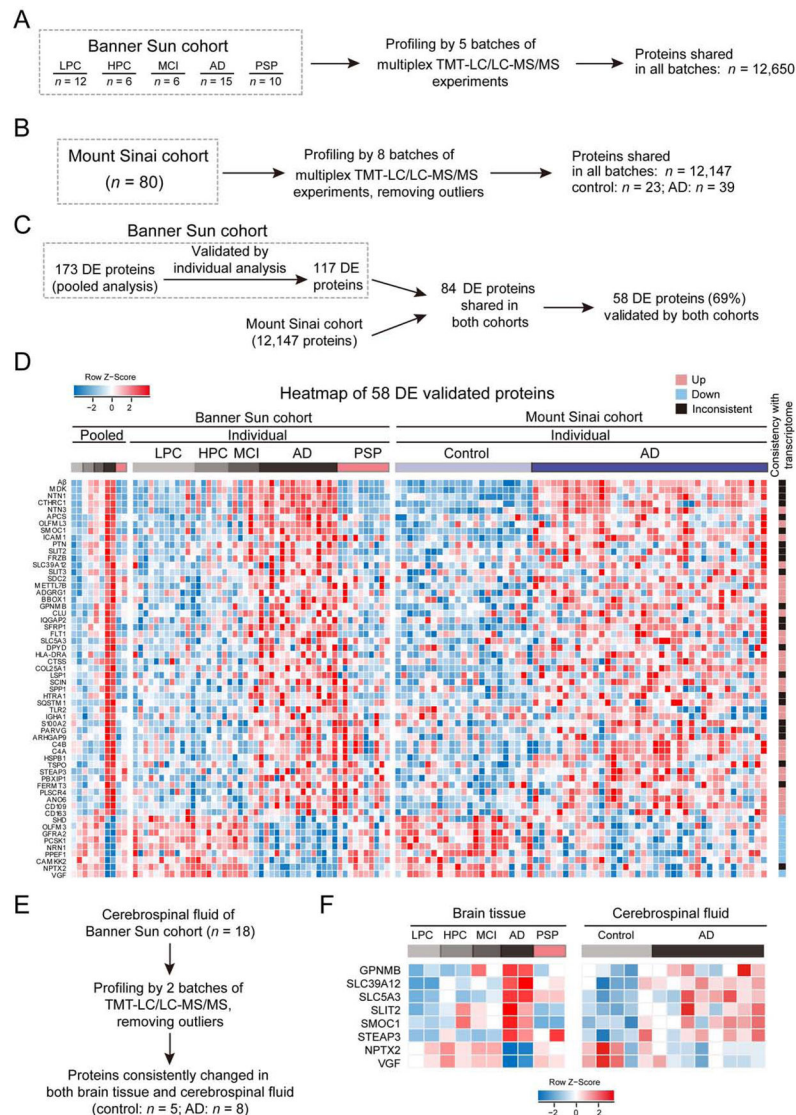 A
Banner Sun cohort
LPC HPC MCI AD PSP
n = 12 n = 6 n = 6 n = 15 n = 10
Profiling by 5 batches of
multiplex TMT-LC/LC-MS/MS
experiments
Proteins shared
in all batches: n = 12,650
B
Mount Sinai cohort
(n = 80)
Profiling by 8 batches of
multiplex TMT-LC/LC-MS/MS
experiments, removing outliers
Proteins shared
in all batches: n = 12,147
control: n = 23; AD: n = 39
C
Banner Sun cohort
173 DE proteins
(pooled analysis)
Validated by
individual analysis
117 DE
proteins
Mount Sinai cohort
(12,147 proteins)
84 DE proteins
shared in
both cohorts
58 DE proteins (69%)
validated by both cohorts
D
Row Z-Score
−2 0 2
Heatmap of 58 DE validated proteins
Up
Down
Inconsistent
Consistency with
transcriptome
Banner Sun cohort
Mount Sinai cohort
Pooled
Individual
Individual
LPC HPC MCI AD PSP
Control AD
Aβ
MDK
NTN1
CTHRC1
NTN3
APCS
OLFML3
SMOC1
ICAM1
PTN
SLIT2
FRZB
SLC39A12
SLIT3
SDC2
METTL7B
ADGRG1
BBOX1
GPNMB
CLU
IQGAP2
SFRP1
FLT1
SLC5A3
DPYD
HLA-DRA
CTSS
COL25A1
LSP1
SCIN
SPP1
HTRA1
SQSTM1
TLR2
IGHA1
S100A2
PARVG
ARHGAP9
C4B
C4A
HSPB1
TSPO
STEAP3
PBXIP1
FERMT3
PLSCR4
ANO6
CD109
CD163
SHD
OLFM3
GFRA2
PCSK1
NRN1
PPEF1
CAMKK2
NPTX2
VGF
E
Cerebrospinal fluid of
Banner Sun cohort (n = 18)
Profiling by 2 batches of
TMT-LC/LC-MS/MS,
removing outliers
Proteins consistently changed in
both brain tissue and cerebrospinal fluid
(control: n = 5; AD: n = 8)
F
Brain tissue
Cerebrospinal fluid
LPC HPC MCI AD PSP
Control AD
GPNMB
SLC39A12
SLC5A3
SLIT2
SMOC1
STEAP3
NPTX2
VGF
Row Z-Score
−2 0 2